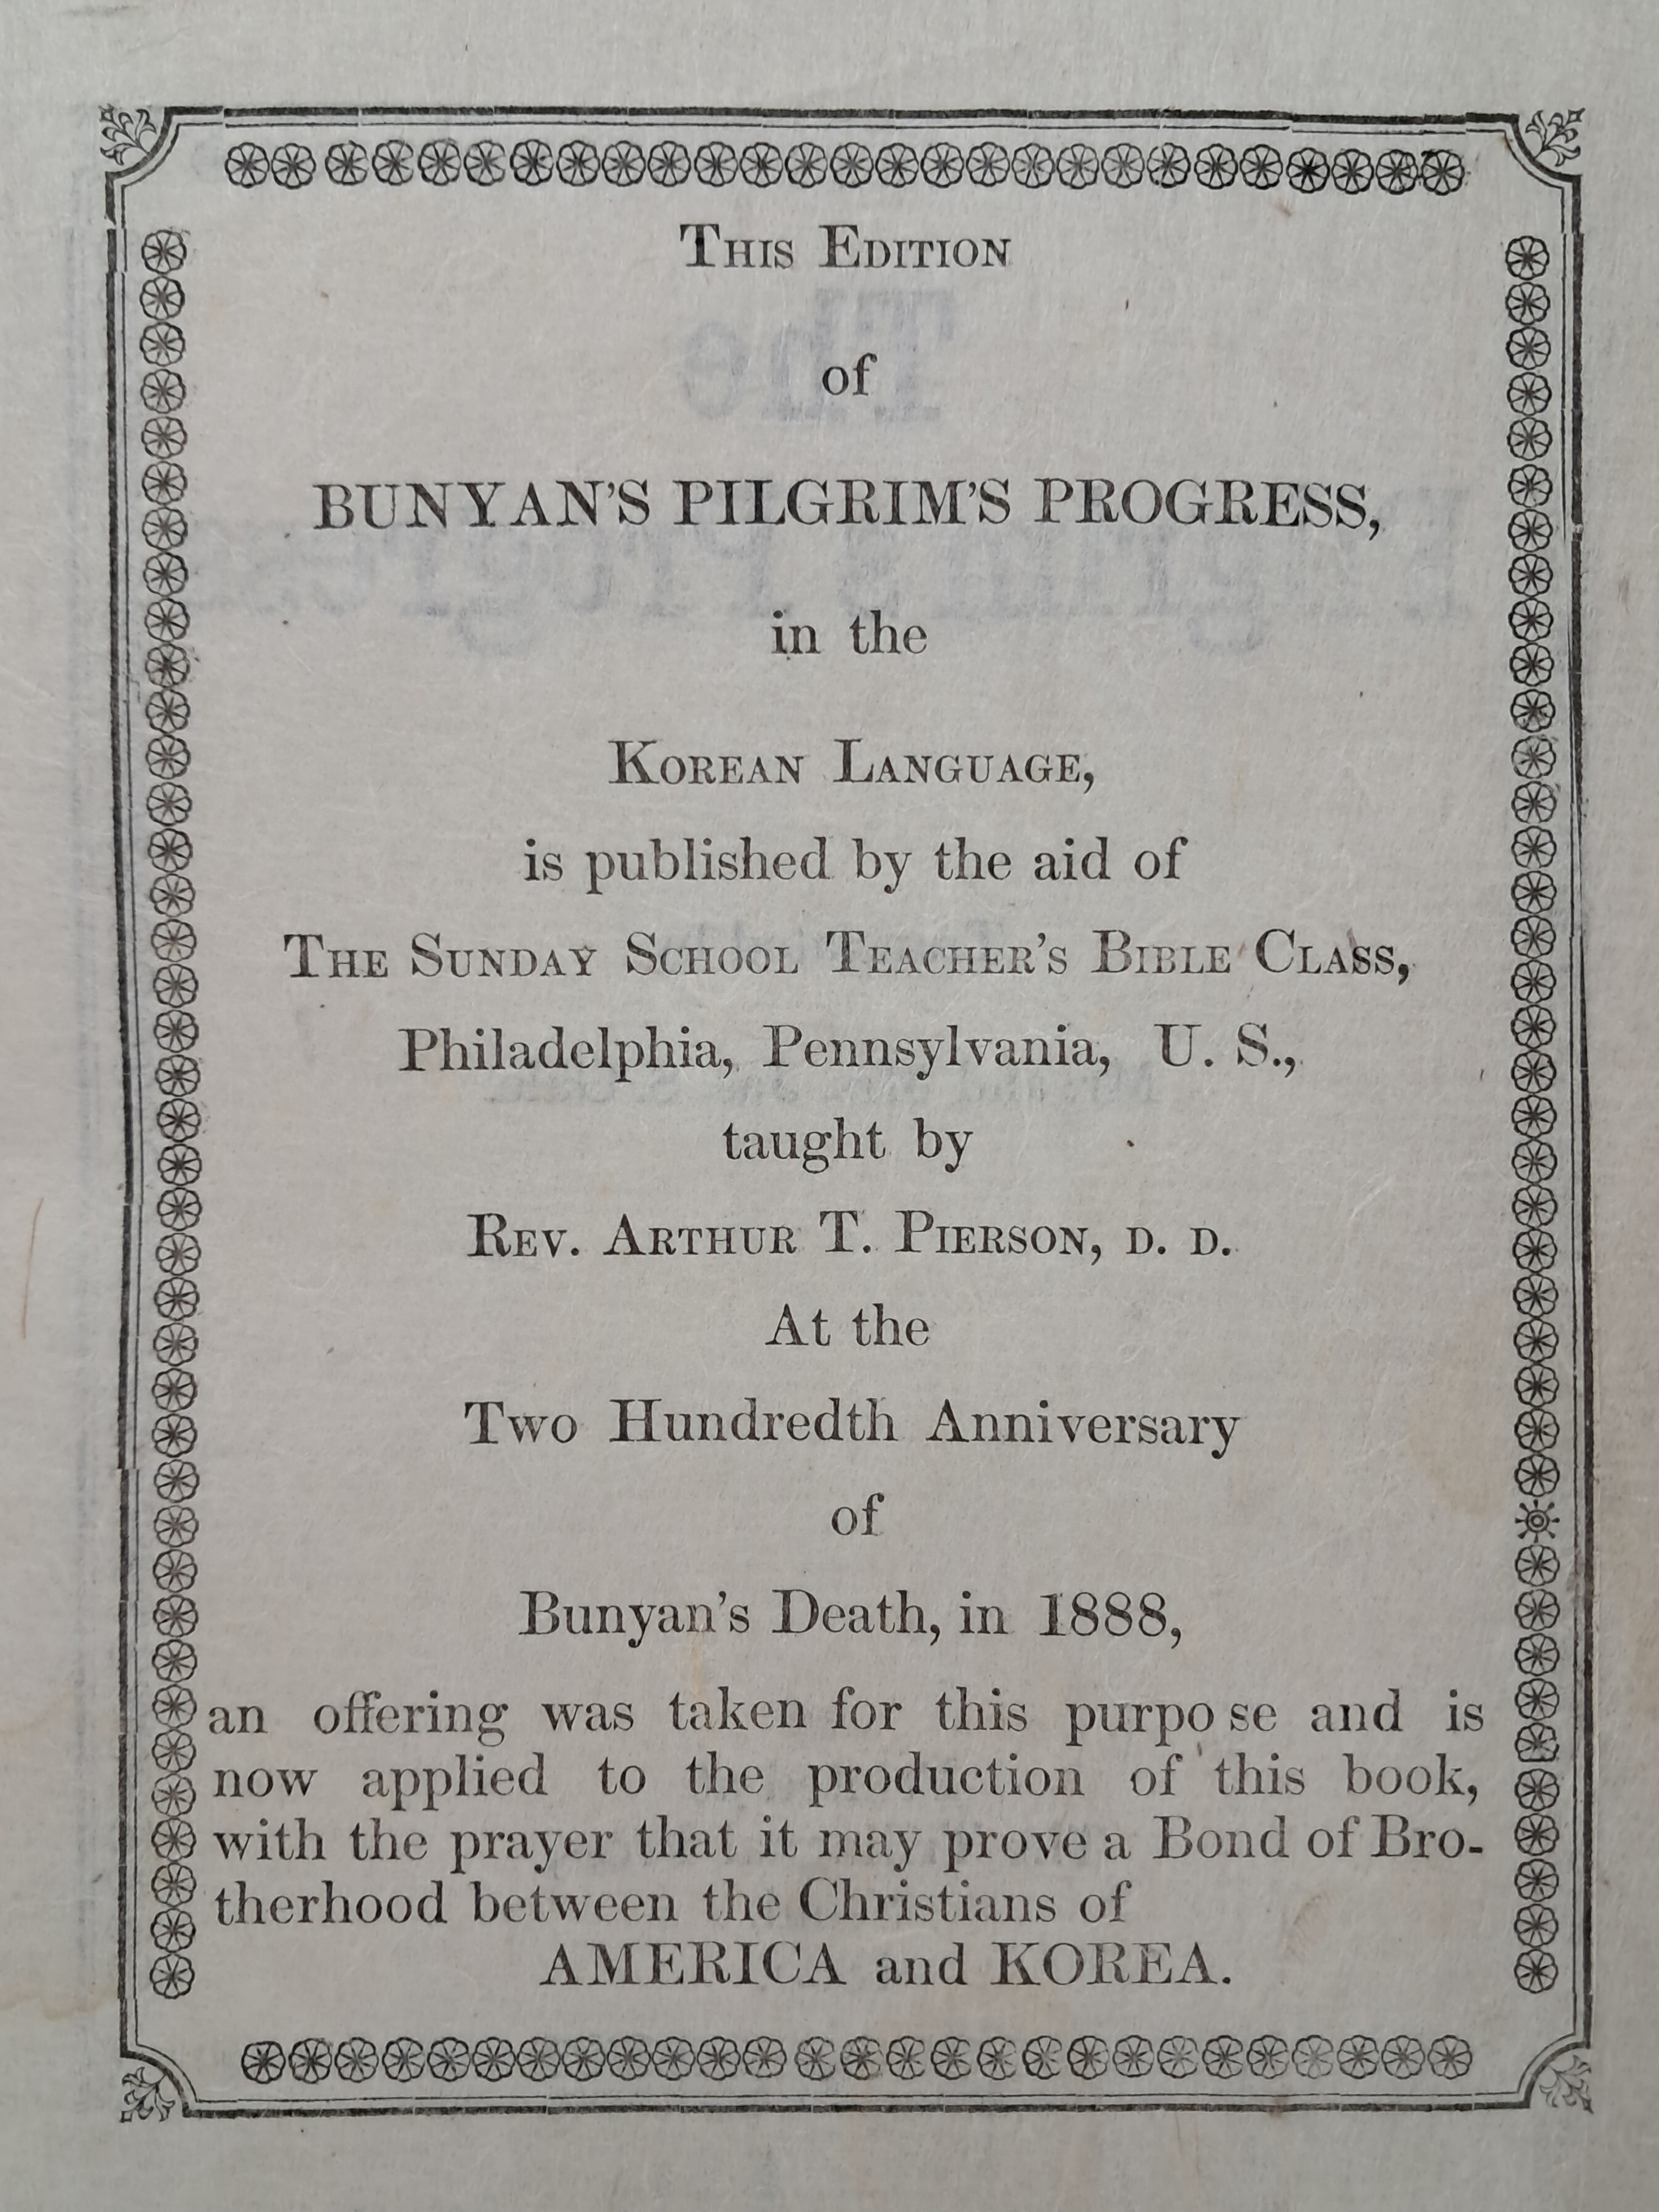 This Edition
of
BUNYAN'S PILGRIM'S PROGRESS,
in the
Korean Language,
is published by the aid of
The Sunday School Teacher's Bible Class,
Philadelphia, Pennsylvania, U. S.,
taught by
Rev. Arthur T. Pierson, D. D.
At the
Two Hundredth Anniversary
of
Bunyan's Death, in 1888,
an offering was taken for this purpose and is
now applied to the production of this book,
with the prayer that it may prove a Bond of Bro-
therhood between the Christians of
AMERICA and KOREA.